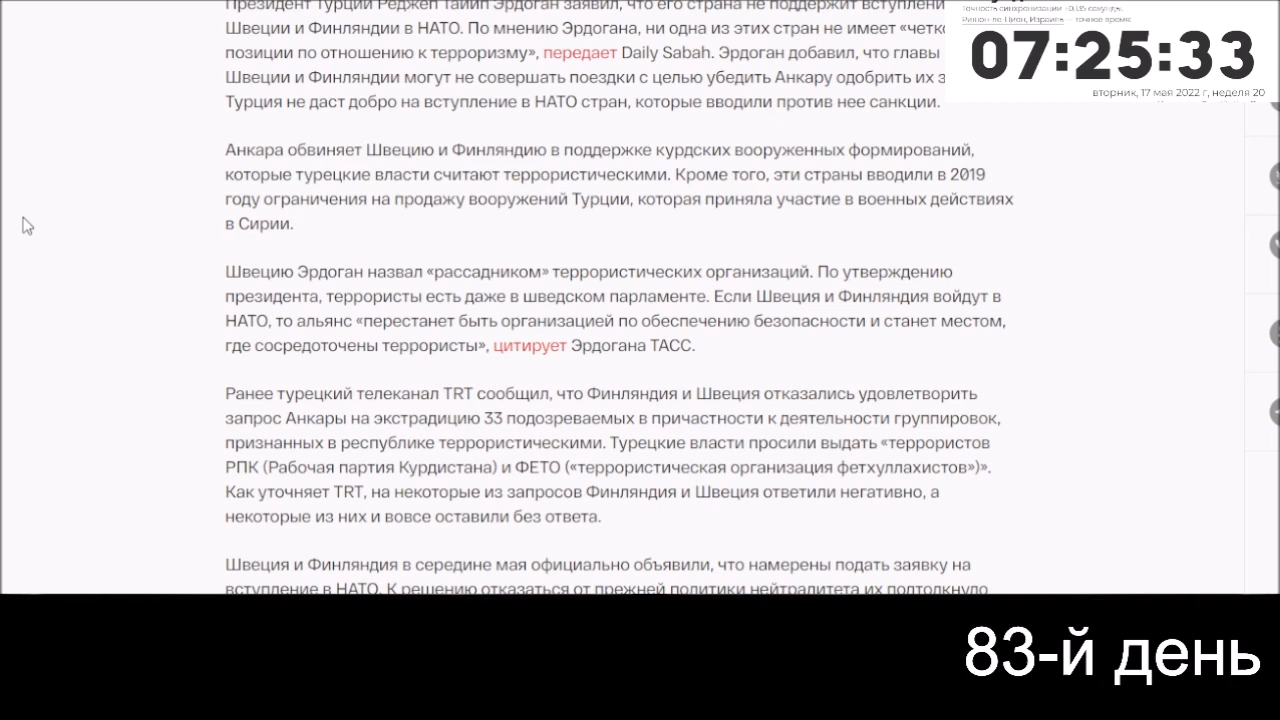 Президент Турции Реджеп Тайип Эрдоган заявил, что его страна не поддержит
Швеции и Финляндии в НАТО. По мнению Эрдогана, ни одна из этих стран не имеет
позиции по отношению к терроризму», передает Daily Sabah. Эрдоган добавил, что главы
Швеции и Финляндии могут не совершать поездки с целью убедить Анкару одобрить их
Турция не даст добро на вступление в НАТО стран, которые вводили против нее санкции.
Точность синхронизации
Ришон-ле-Цион, Израиль — точное время:
07:25:33
вторник, 17 мая 2022 г, неделя 20
Анкара обвиняет Швецию и Финляндию в поддержке курдских вооруженных формирований,
которые турецкие власти считают террористическими. Кроме того, эти страны вводили в 2019
году ограничения на продажу вооружений Турции, которая приняла участие в военных действиях
в Сирии.
Швецию Эрдоган назвал «рассадником» террористических организаций. По утверждению
президента, террористы есть даже в шведском парламенте. Если Швеция и Финляндия войдут в
НАТО, то альянс «перестанет быть организацией по обеспечению безопасности и станет местом,
где сосредоточены террористы», цитирует Эрдогана ТАСС.
Ранее турецкий телеканал TRT сообщил, что Финляндия и Швеция отказались удовлетворить
запрос Анкары на экстрадицию 33 подозреваемых в причастности к деятельности группировок,
признанных в республике террористическими. Турецкие власти просили выдать «террористов
РПК (Рабочая партия Курдистана) и ФЕТО («террористическая организация фетхуллахистов»)».
Как уточняет TRT, на некоторые из запросов Финляндия и Швеция ответили негативно, а
некоторые из них и вовсе оставили без ответа.
Швеция и Финляндия в середине мая официально объявили, что намерены подать заявку на
вступление в НАТО. К решению отказаться от прежней политики нейтралитета их подтолкнуло
83-й день